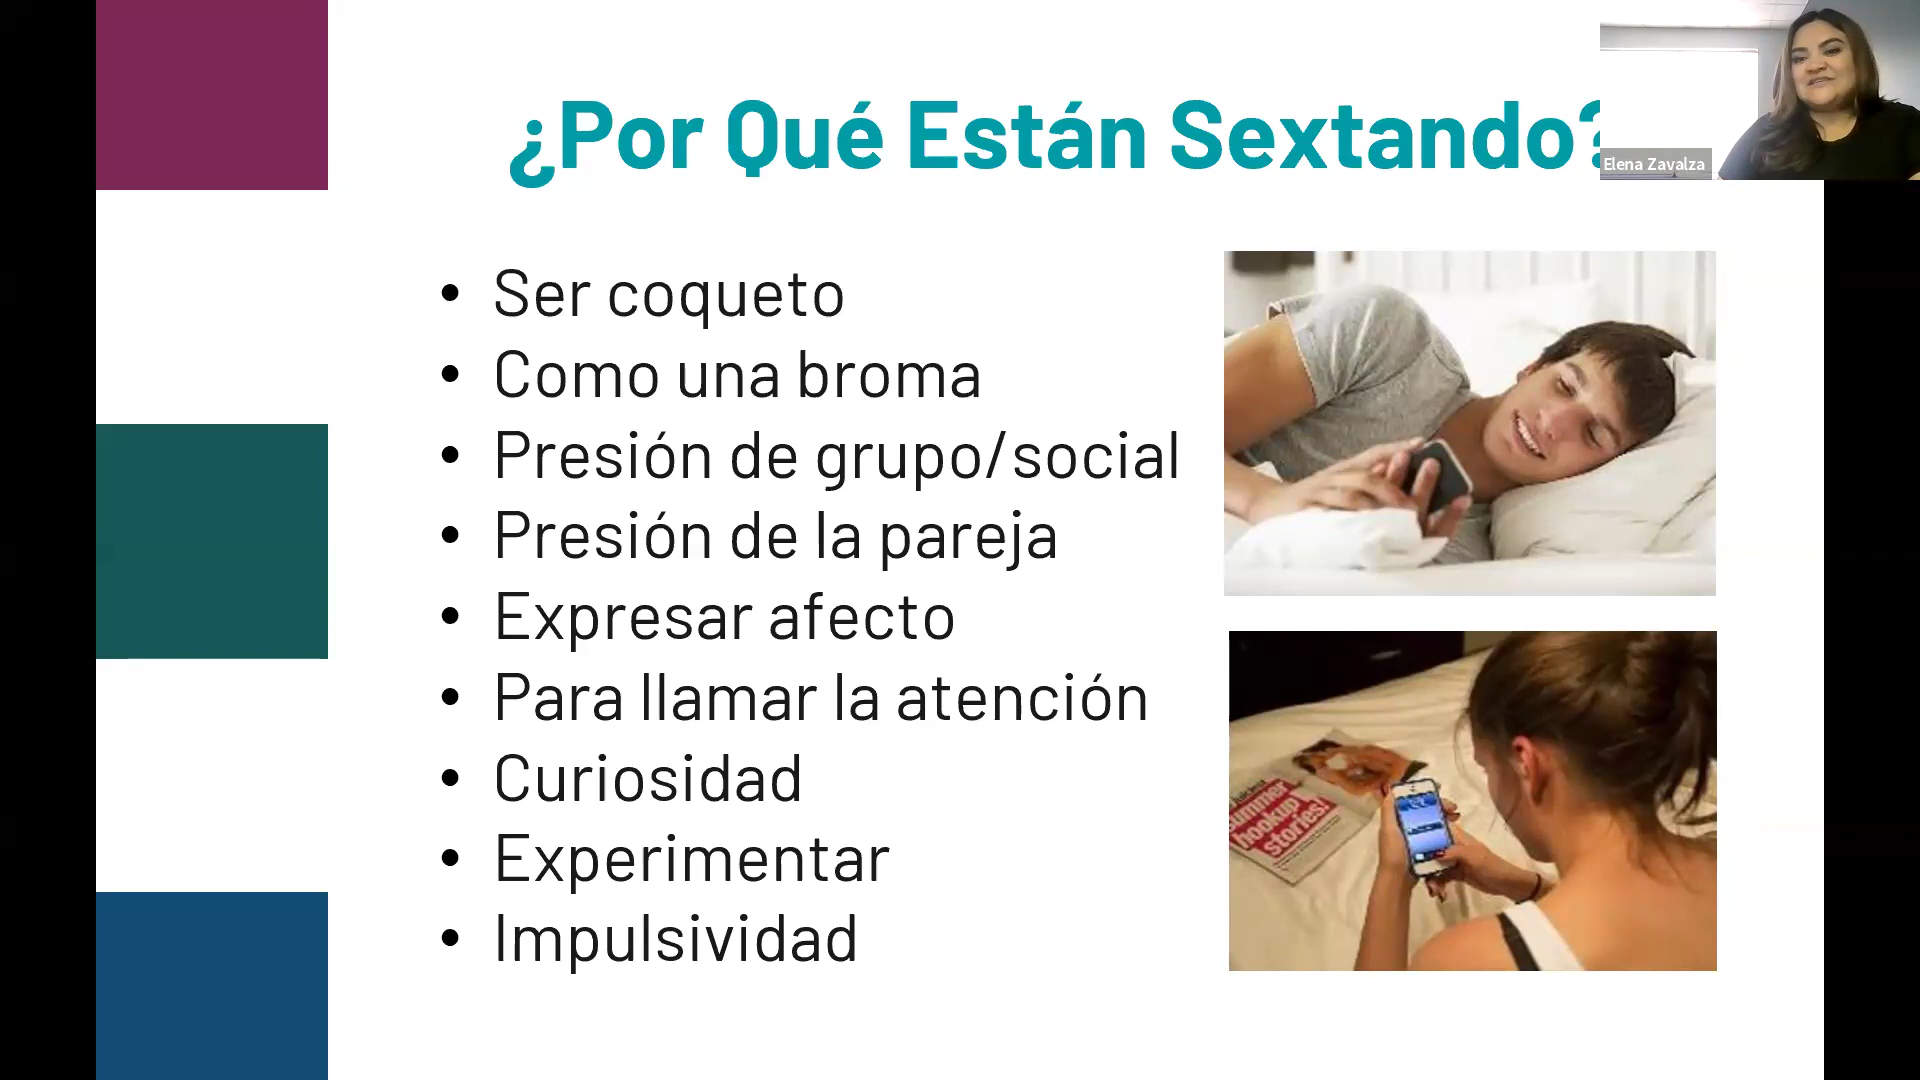 ¿Por Qué Están Sextando?
Elena Zavalza
• Ser coqueto
• Como una broma
• Presión de grupo/social
• Presión de la pareja
• Expresar afecto
• Para llamar la atención
• Curiosidad
• Experimentar
• Impulsividad
summer
hookup
stories!